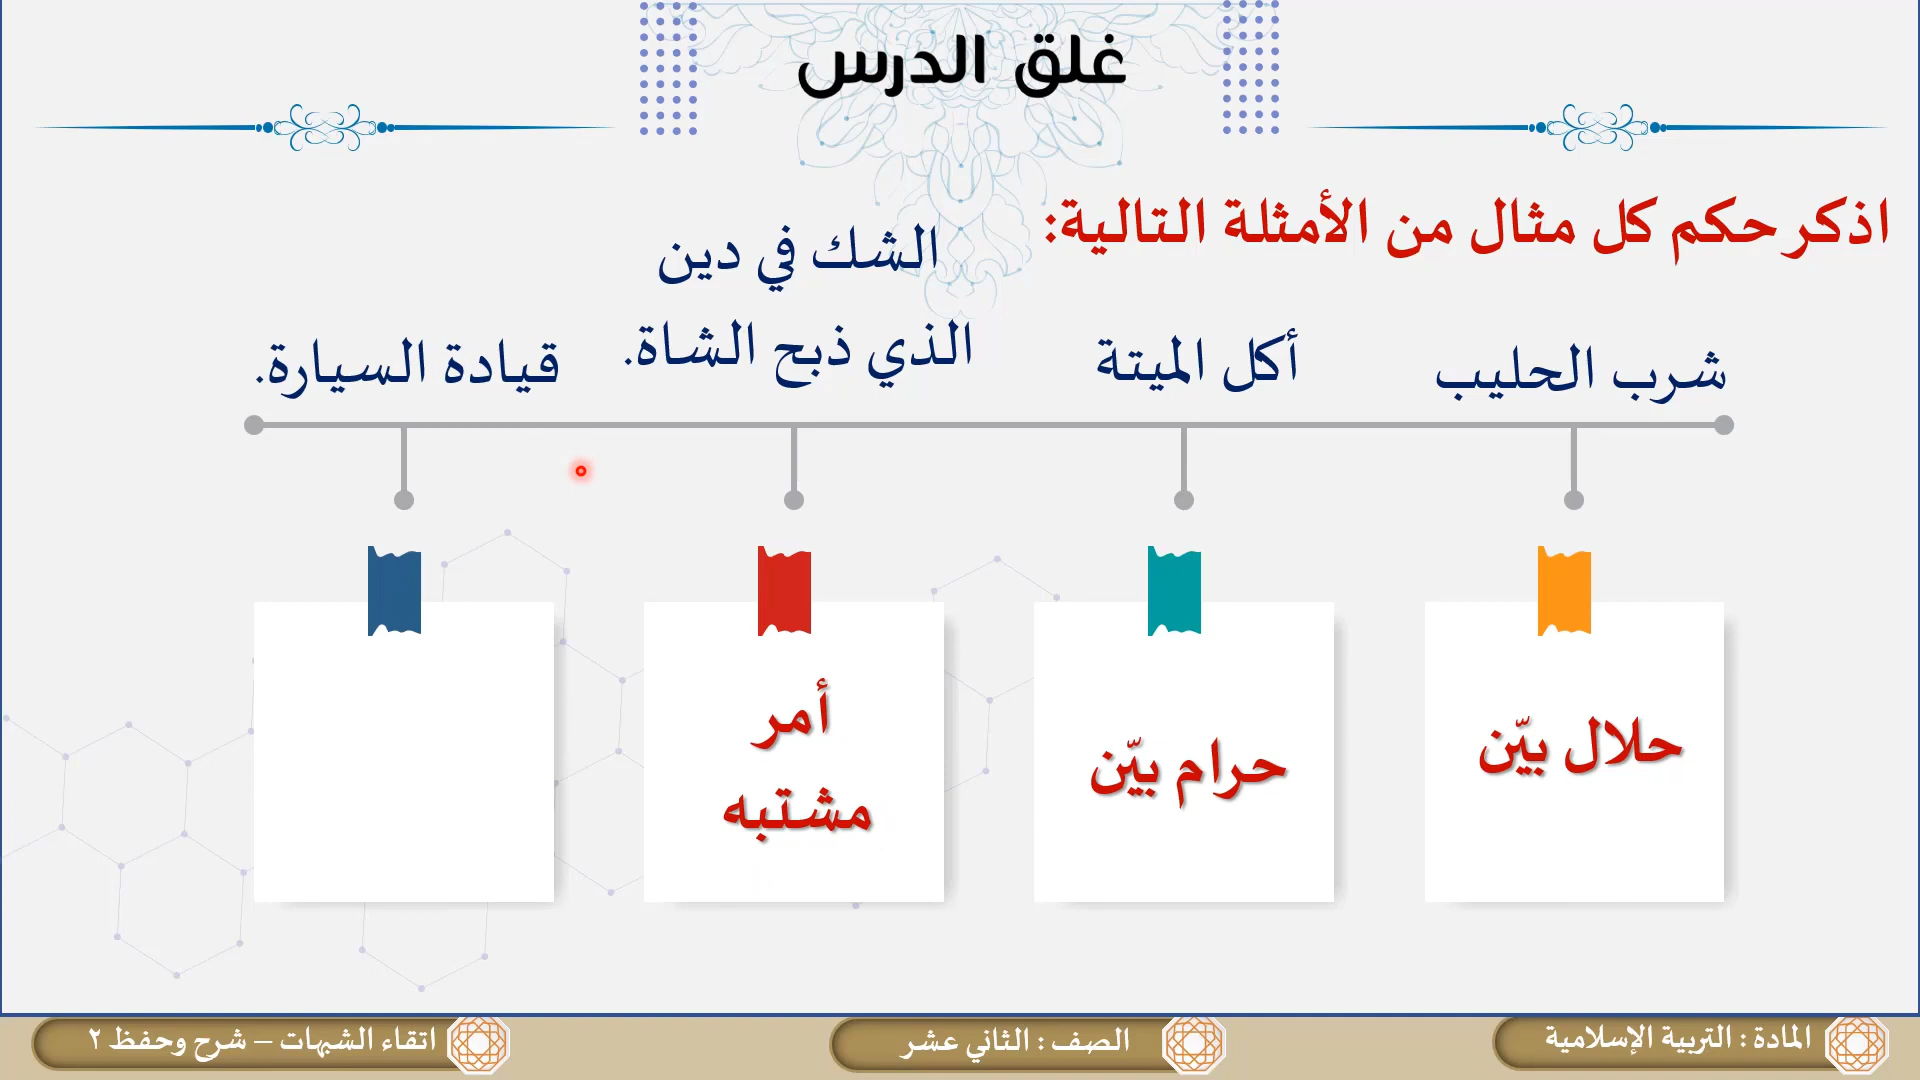 غلق الدرس
اذكر حكم كل مثال من الأمثلة التالية:
شرب الحليب
أكل الميتة
الشك في دين
الذي ذبح الشاة.
قيادة السيارة.
حلال بيّن
حرام بيّن
أمر
مشتبه
المادة : التربية الإسلامية
الصف : الثاني عشر
اتقاء الشبهات – شرح وحفظ ٢